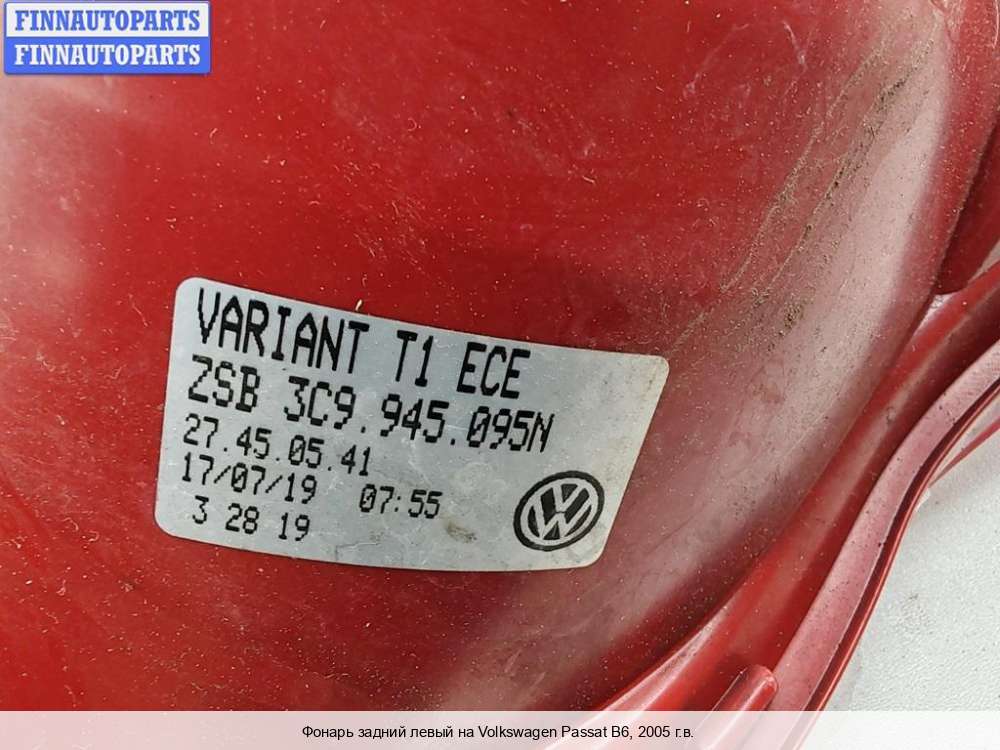 FINNAUTOPARTS
FINNAUTOPARTS
VARIANT T1 ECE
ZSB 3C9.945.095N
27.45.05.41
17/07/19 07:55
3 28 19
Фонарь задний левый на Volkswagen Passat B6, 2005 г.в.